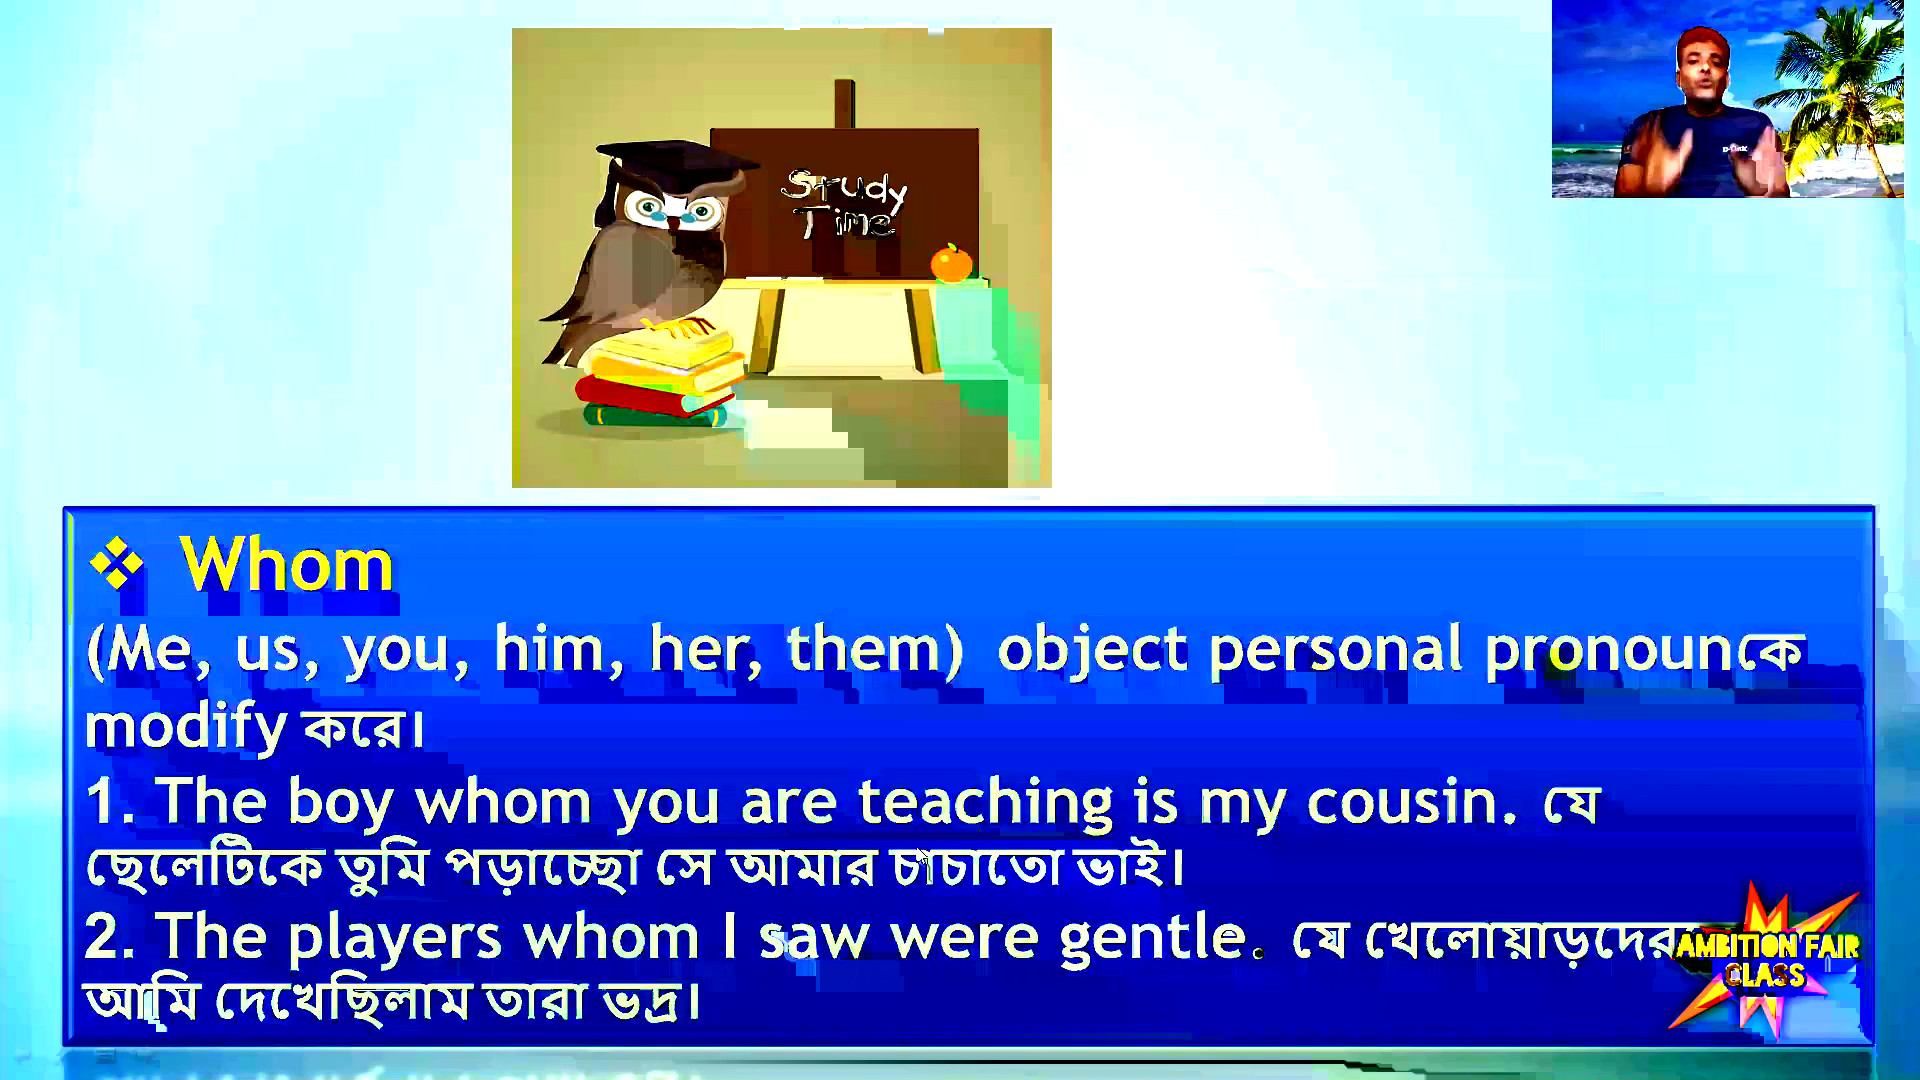 Study
Time
❖ Whom
(Me, us, you, him, her, them) object personal pronounকে
modify করে।
1. The boy whom you are teaching is my cousin. যে
ছেলেটিকে তুমি পড়াচ্ছো সে আমার চাচাতো ভাই।
2. The players whom I saw were gentle. যে খেলোয়াড়দের
আমি দেখেছিলাম তারা ভদ্র।
AMBITION FAIR
CLASS